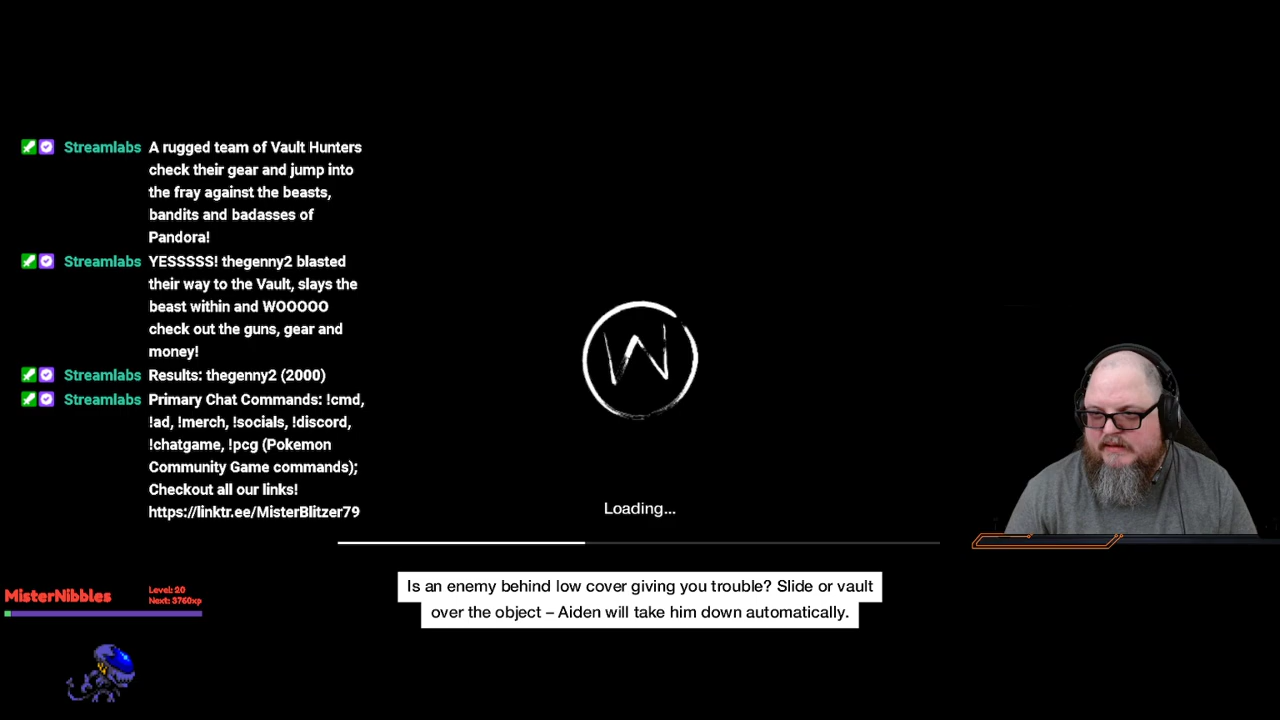 Streamlabs A rugged team of Vault Hunters
check their gear and jump into
the fray against the beasts,
bandits and badasses of
Pandora!
Streamlabs YESSSSS! thegenny2 blasted
their way to the Vault, slays the
beast within and WOOOOO
check out the guns, gear and
money!
Streamlabs Results: thegenny2 (2000)
Streamlabs Primary Chat Commands: !cmd,
!ad, !merch, !socials, !discord,
!chatgame, !pcg (Pokemon
Community Game commands);
Checkout all our links!
https://linktr.ee/MisterBlitzer79
W
Loading...
Is an enemy behind low cover giving you trouble? Slide or vault
over the object – Aiden will take him down automatically.
MisterNibbles
Level: 20
Next: 3760xp